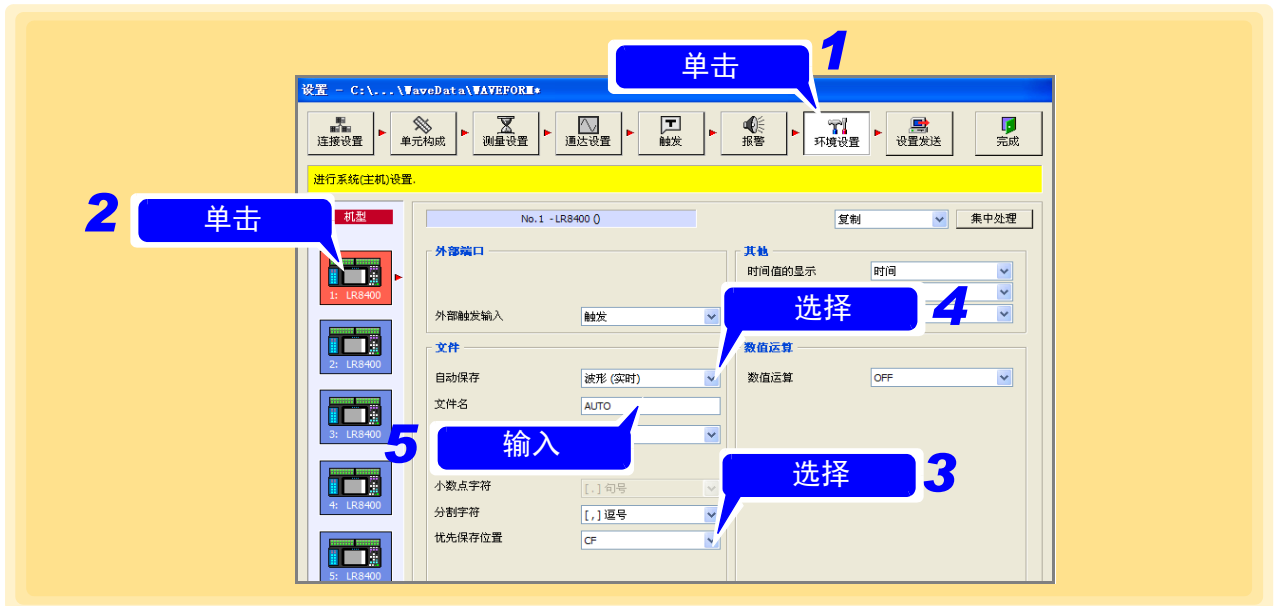 1
单击
设置 - C:\...\WaveData\WAVEFORM*
连接设置
单元构成
测量设置
通达设置
触发
报警
环境设置
设置发送
完成
进行系统(主机)设置.
2
单击
机型
No.1 -LR8400 ()
复制
集中处理
1: LR8400
2: LR8400
3: LR8400
4: LR8400
5: LR8400
外部端口
外部触发输入
触发
其他
时间值的显示
时间
选择
4
文件
自动保存
波形 (实时)
文件名
AUTO
5
输入
小数点字符
[.]句号
分割字符
[,]逗号
优先保存位置
CF
选择
3
数值运算
数值运算
OFF